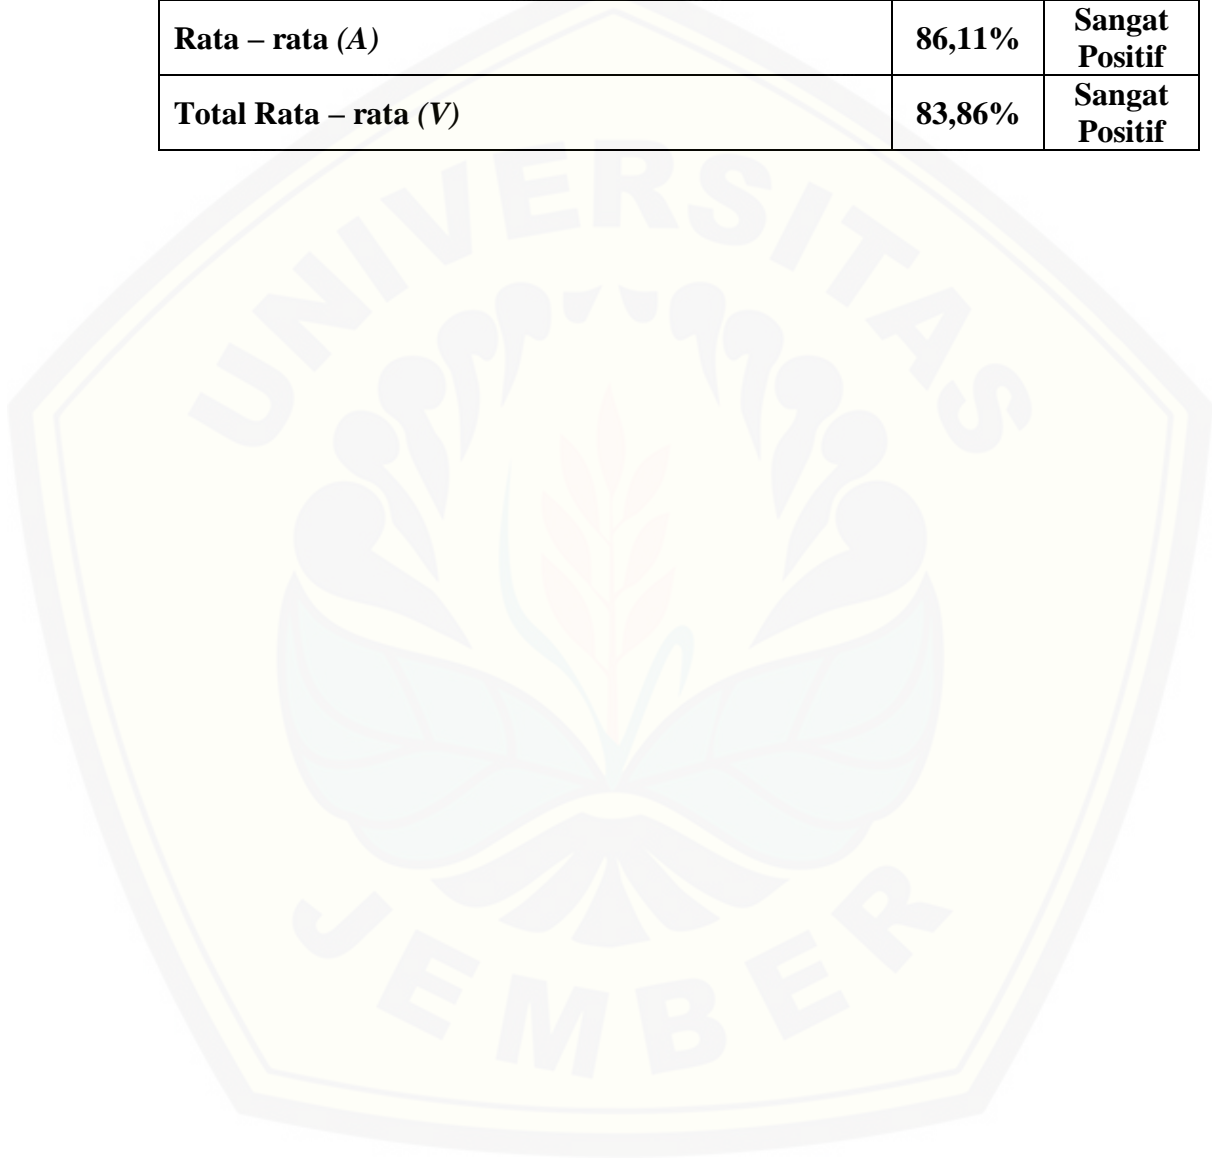 Rata – rata (A) 86,11% Sangat Positif
Total Rata – rata (V) 83,86% Sangat Positif
UNIVERSITAS
JEMBER